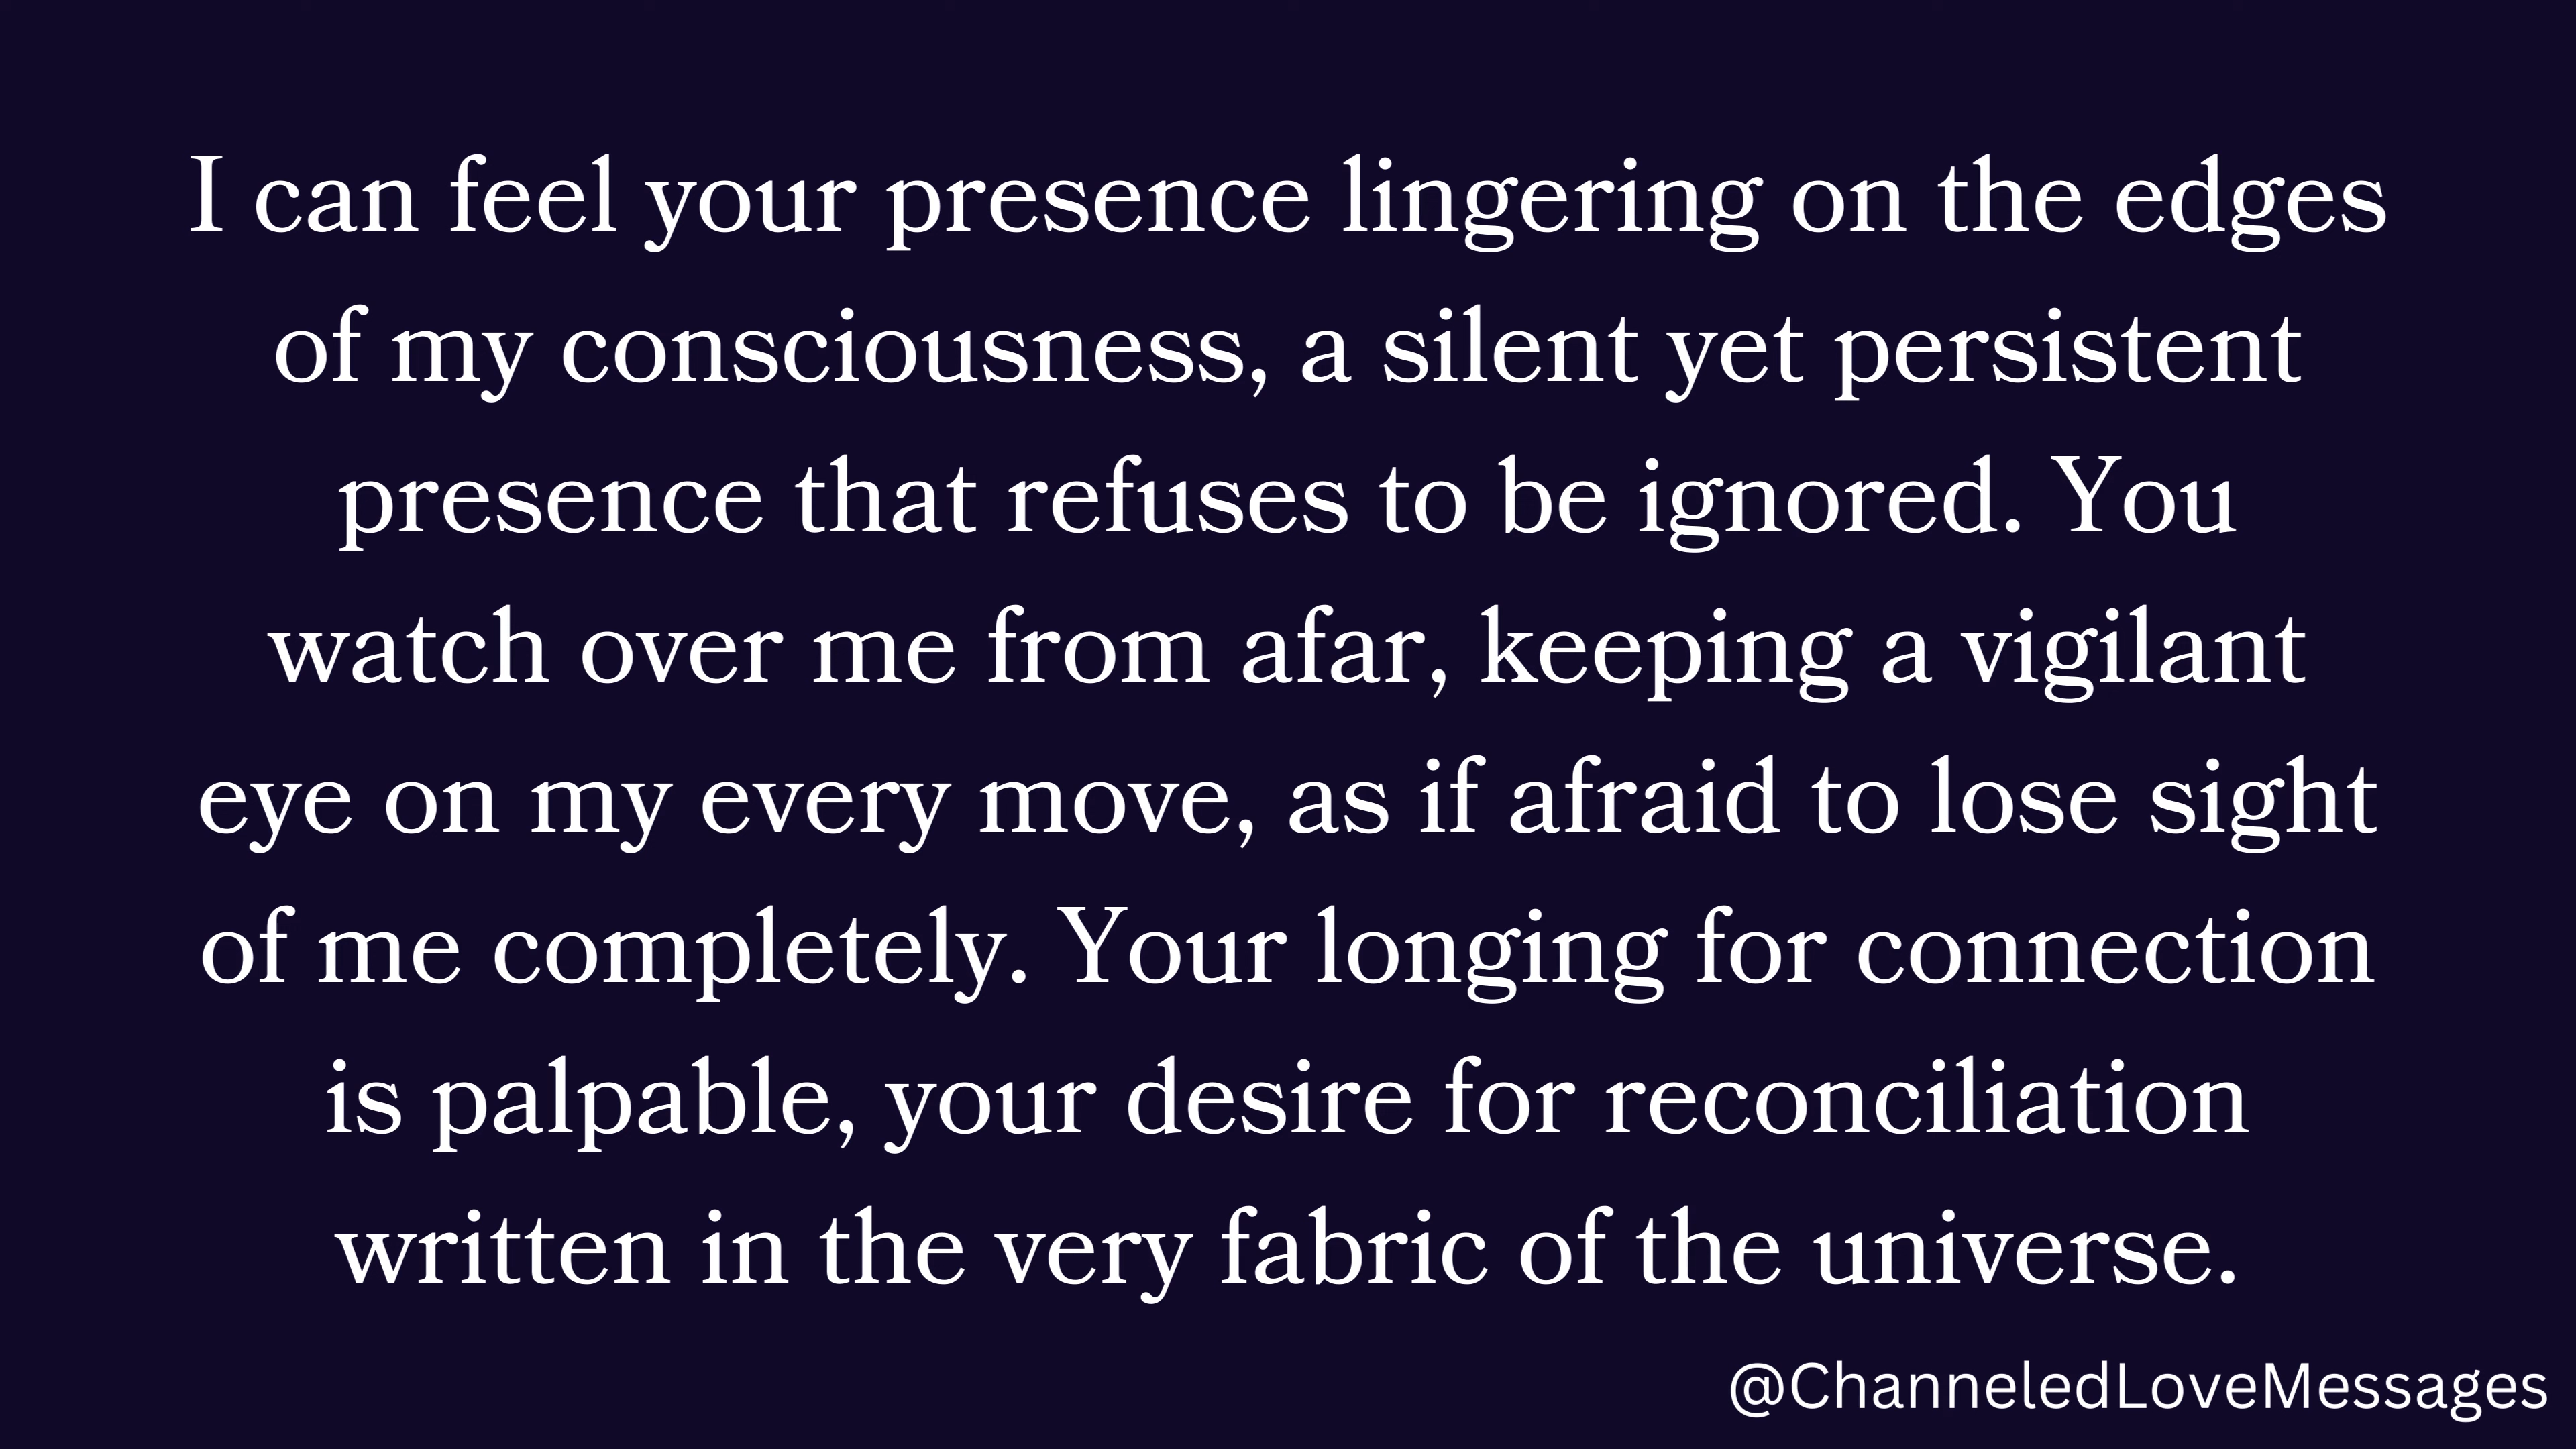 I can feel your presence lingering on the edges
of my consciousness, a silent yet persistent
presence that refuses to be ignored. You
watch over me from afar, keeping a vigilant
eye on my every move, as if afraid to lose sight
of me completely. Your longing for connection
is palpable, your desire for reconciliation
written in the very fabric of the universe.
@ChanneledLoveMessages